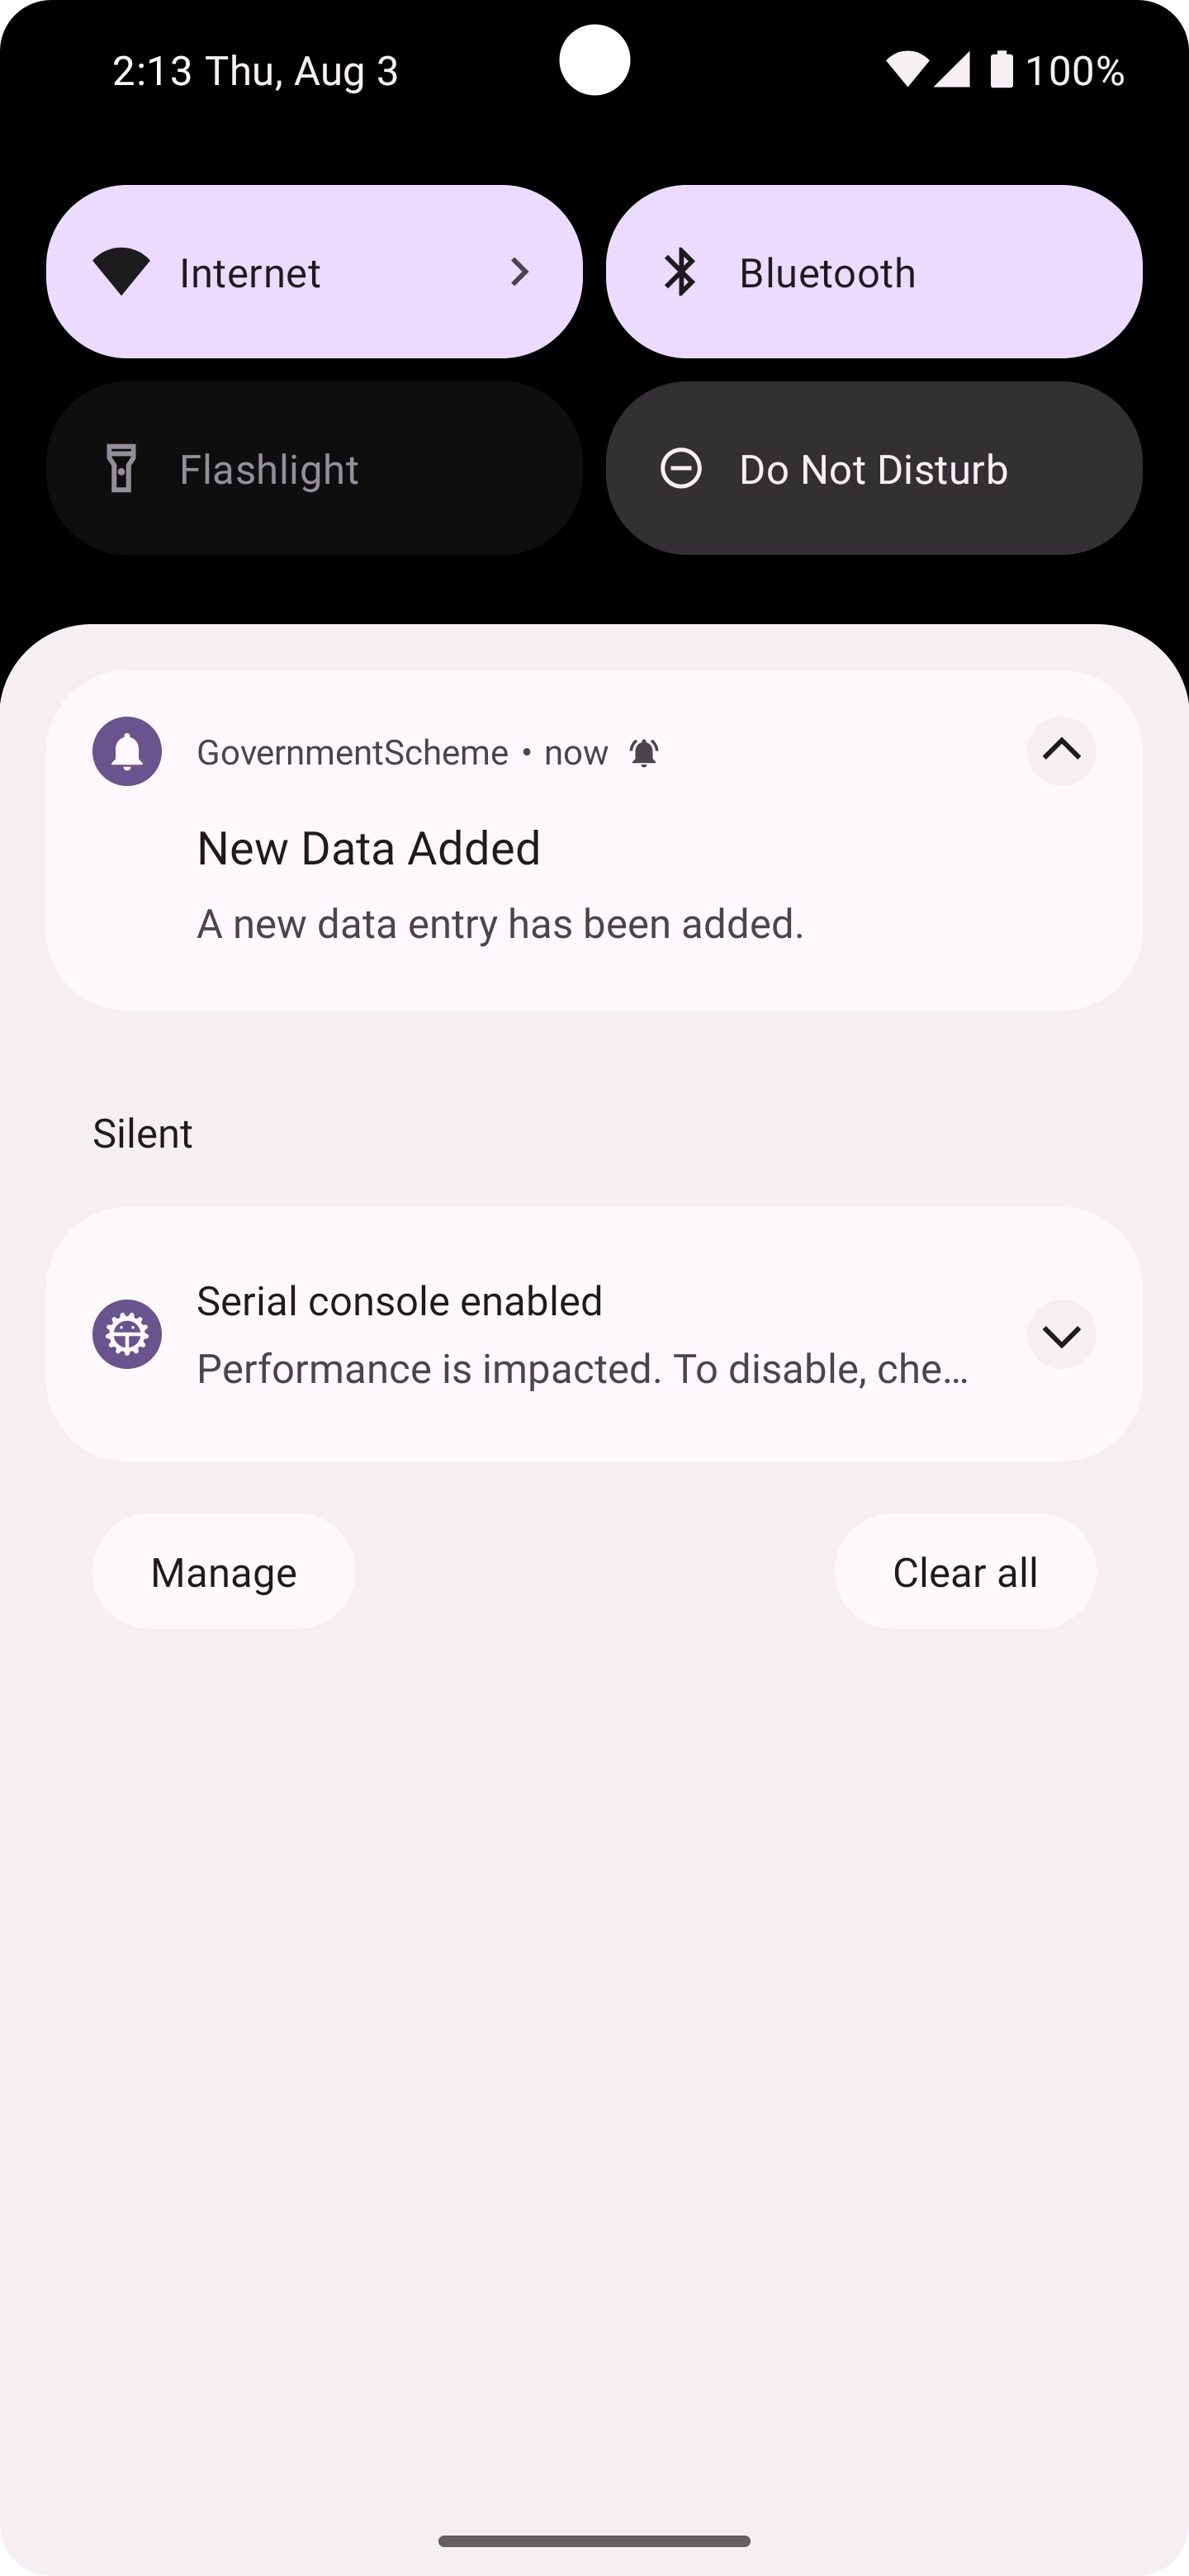 2:13 Thu, Aug 3
100%
Internet
Bluetooth
Flashlight
Do Not Disturb
GovernmentScheme • now
New Data Added
A new data entry has been added.
Silent
Serial console enabled
Performance is impacted. To disable, che…
Manage
Clear all